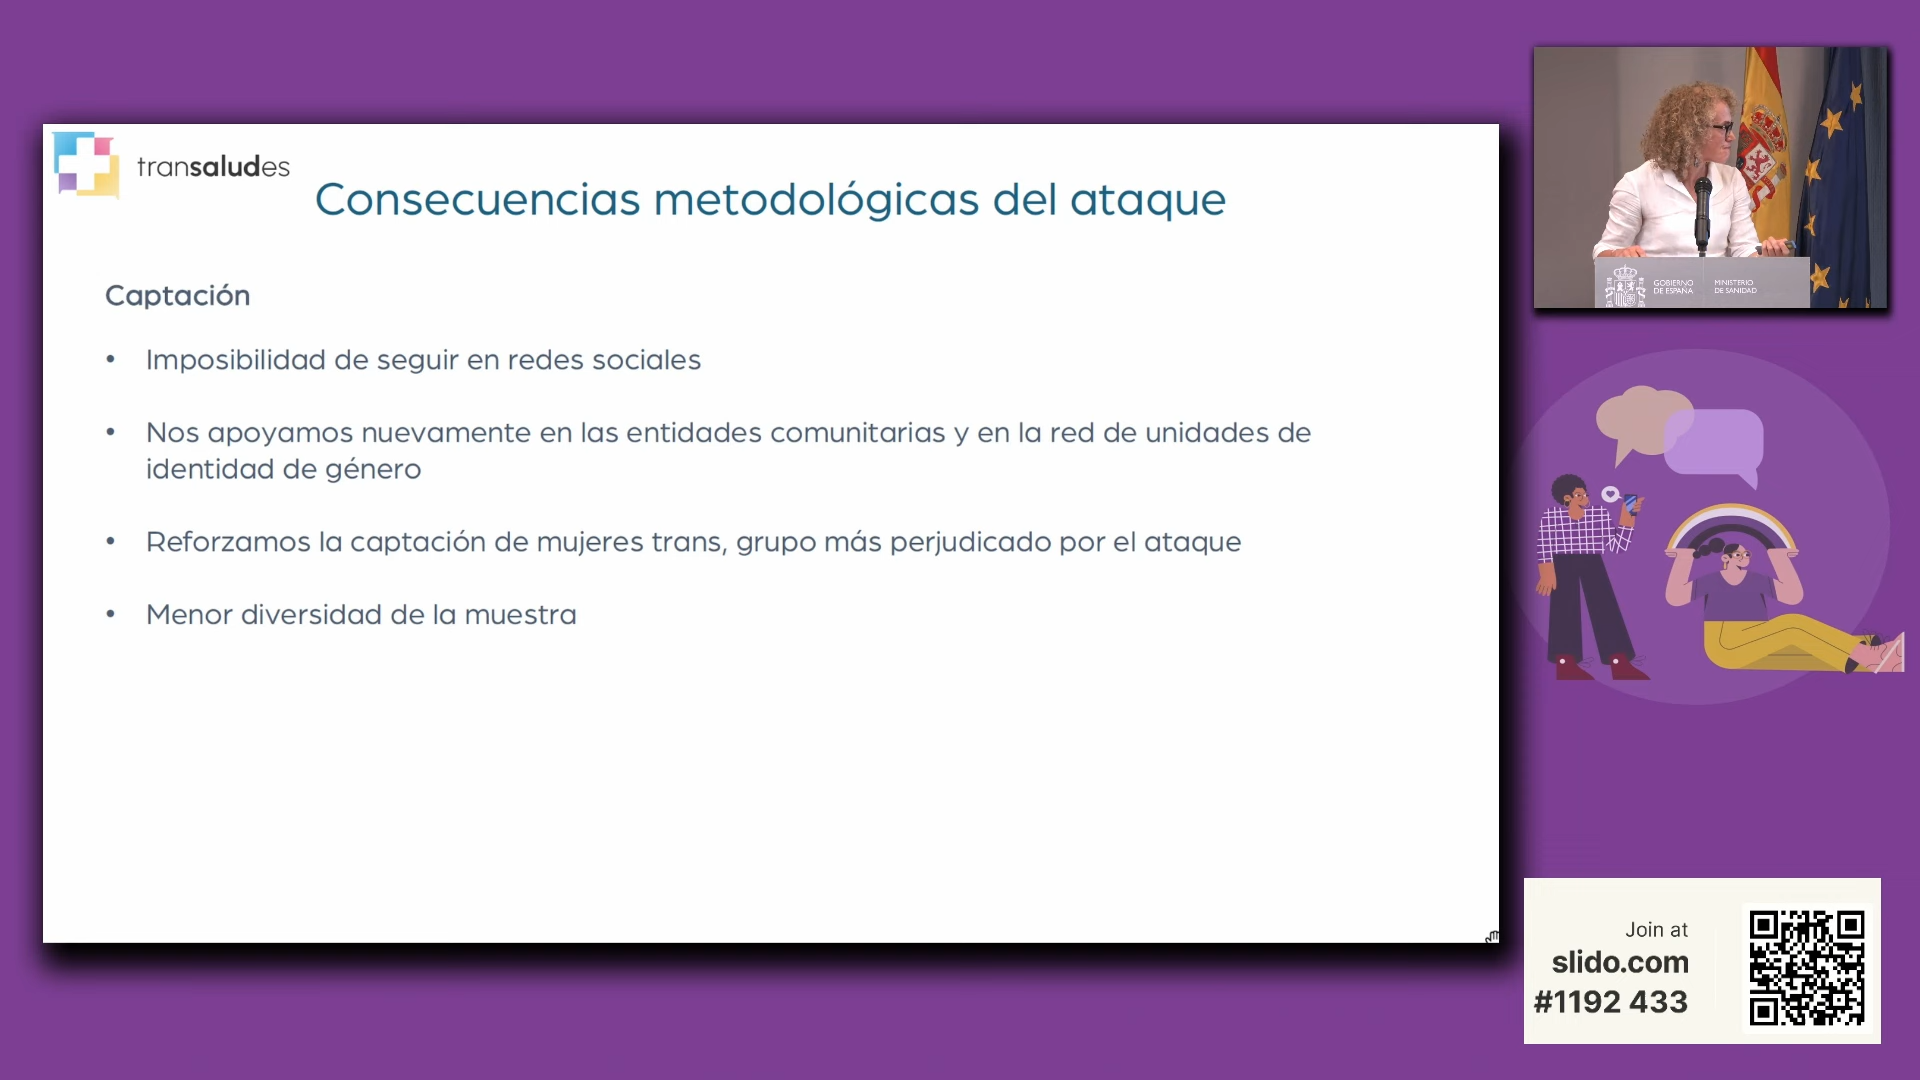 transaludes
Consecuencias metodológicas del ataque
Captación
• Imposibilidad de seguir en redes sociales
• Nos apoyamos nuevamente en las entidades comunitarias y en la red de unidades de
identidad de género
• Reforzamos la captación de mujeres trans, grupo más perjudicado por el ataque
• Menor diversidad de la muestra
GOBIERNO
DE ESPAÑA
MINISTERIO
DE SANIDAD
Join at
slido.com
#1192 433